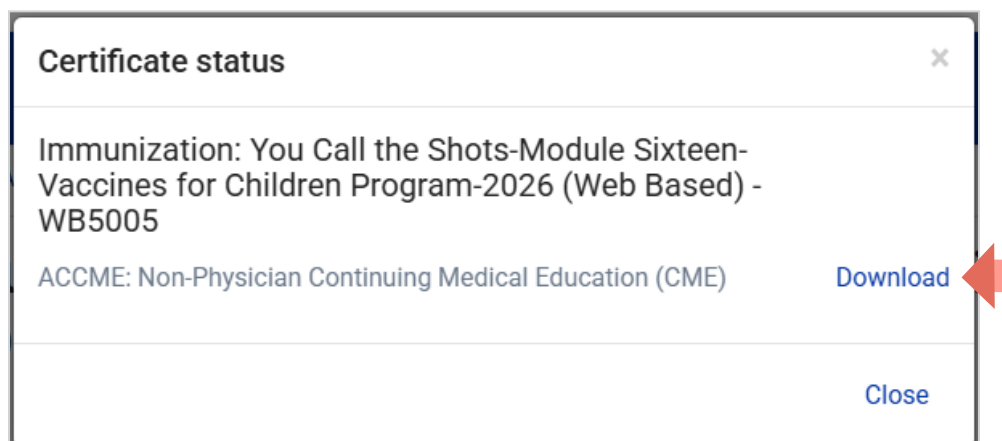 Certificate status ×
Immunization: You Call the Shots-Module Sixteen-
Vaccines for Children Program-2026 (Web Based) -
WB5005
ACCME: Non-Physician Continuing Medical Education (CME) Download
Close